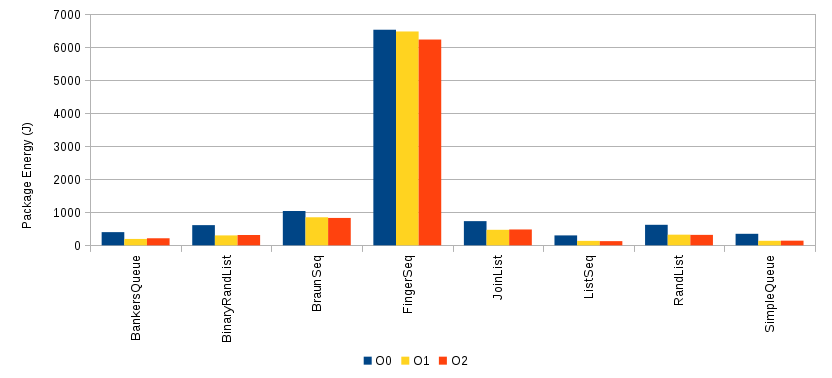 7000
6000
5000
4000
3000
2000
1000
0
Package Energy (J)
BankersQueue
BinaryRandList
BraunSeq
FingerSeq
JoinList
ListSeq
RandList
SimpleQueue
O0 O1 O2